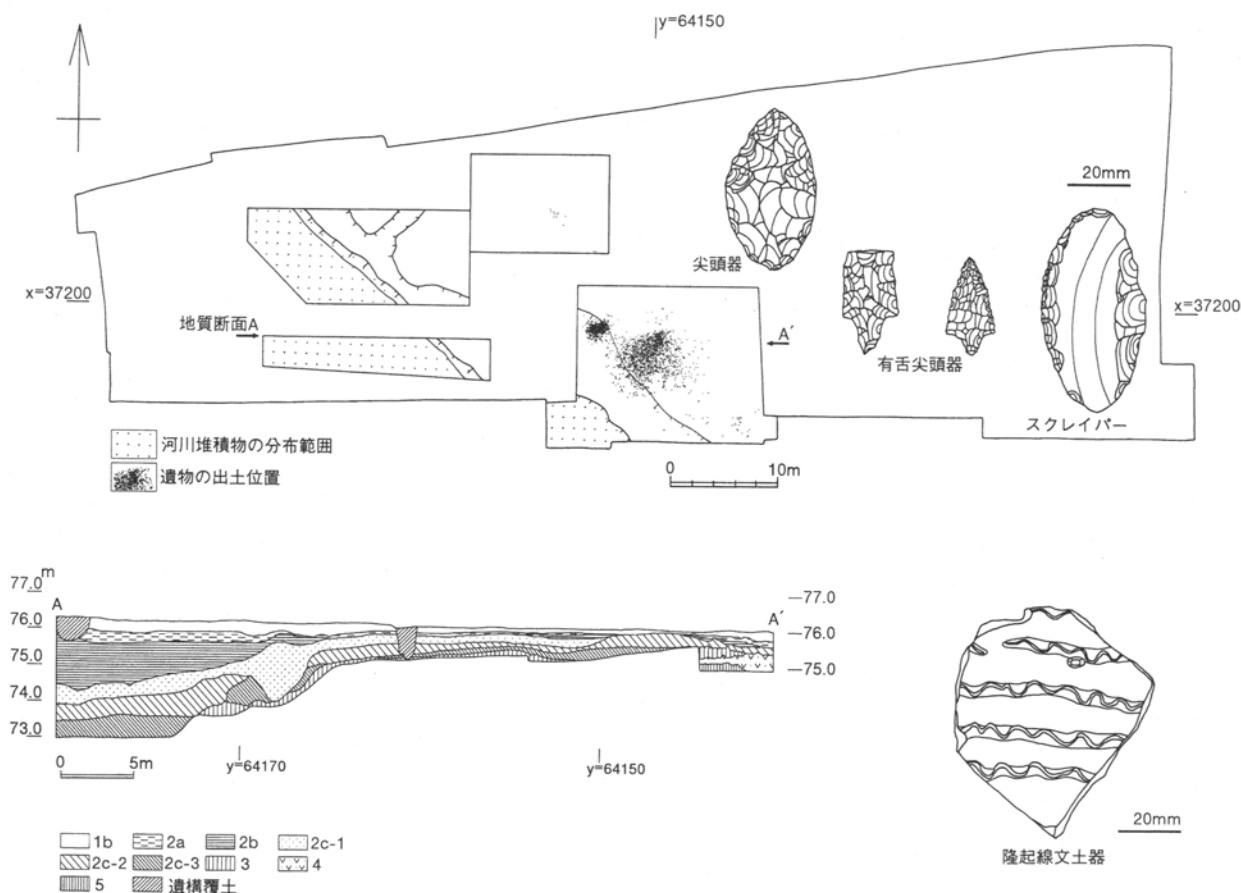 y=64150
20mm
尖頭器
x=37200
x=37200
地質断面A
A′
有舌尖頭器
スクレイパー
河川堆積物の分布範囲
遺物の出土位置
0 10m
77.0 m
A
76.0
75.0
74.0
73.0
77.0
A′
76.0
75.0
0 5m
y=64170
y=64150
20mm
隆起線文土器
1b 2a 2b 2c-1
2c-2 2c-3 3 4
5 遺構覆土